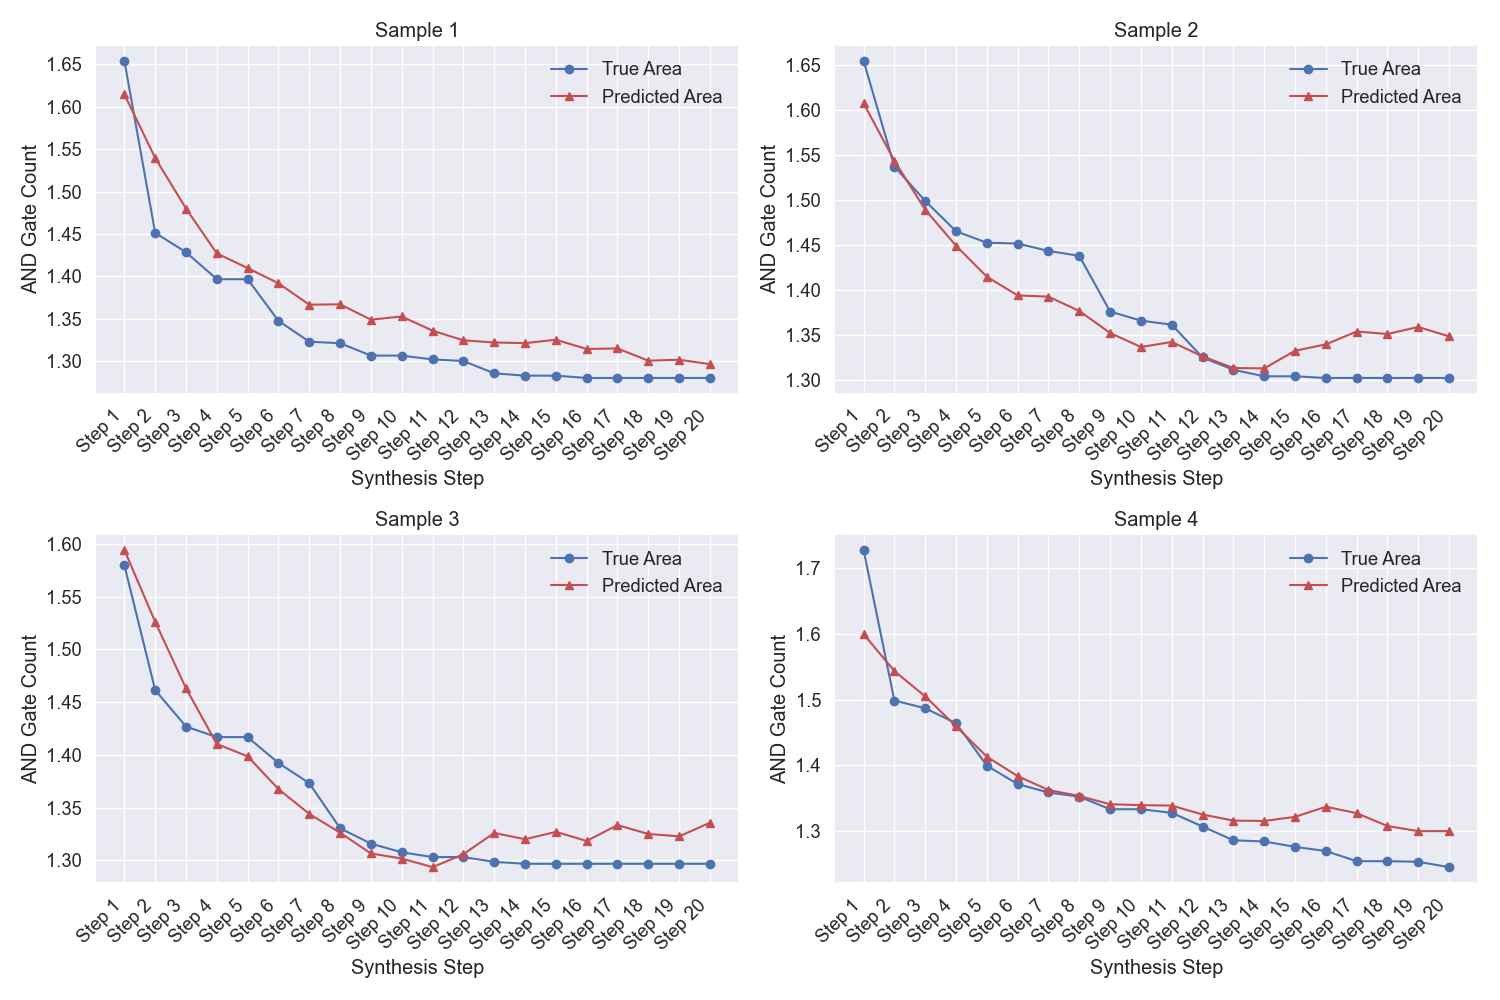 Sample 1
1.65
1.60
1.55
1.50
1.45
1.40
1.35
1.30
AND Gate Count
True Area
Predicted Area
Step 1 Step 2 Step 3 Step 4 Step 5 Step 6 Step 7 Step 8 Step 9 Step 10 Step 11 Step 12 Step 13 Step 14 Step 15 Step 16 Step 17 Step 18 Step 19 Step 20
Synthesis Step
Sample 2
1.65
1.60
1.55
1.50
1.45
1.40
1.35
1.30
AND Gate Count
True Area
Predicted Area
Step 1 Step 2 Step 3 Step 4 Step 5 Step 6 Step 7 Step 8 Step 9 Step 10 Step 11 Step 12 Step 13 Step 14 Step 15 Step 16 Step 17 Step 18 Step 19 Step 20
Synthesis Step
Sample 3
1.60
1.55
1.50
1.45
1.40
1.35
1.30
AND Gate Count
True Area
Predicted Area
Step 1 Step 2 Step 3 Step 4 Step 5 Step 6 Step 7 Step 8 Step 9 Step 10 Step 11 Step 12 Step 13 Step 14 Step 15 Step 16 Step 17 Step 18 Step 19 Step 20
Synthesis Step
Sample 4
1.7
1.6
1.5
1.4
1.3
AND Gate Count
True Area
Predicted Area
Step 1 Step 2 Step 3 Step 4 Step 5 Step 6 Step 7 Step 8 Step 9 Step 10 Step 11 Step 12 Step 13 Step 14 Step 15 Step 16 Step 17 Step 18 Step 19 Step 20
Synthesis Step